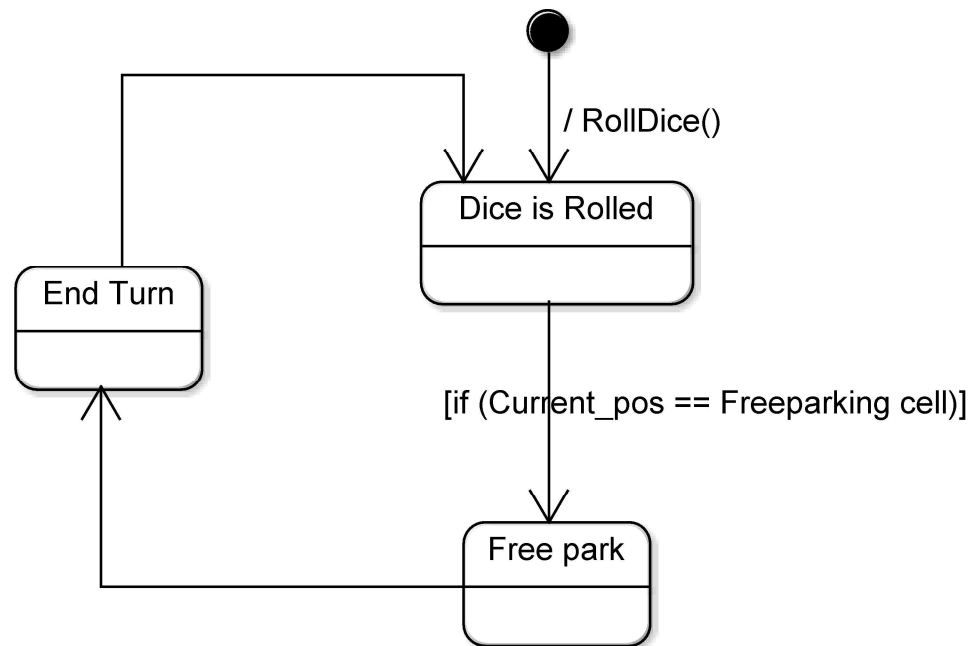 / RollDice()
Dice is Rolled
End Turn
[if (Current_pos == Freeparking cell)]
Free park